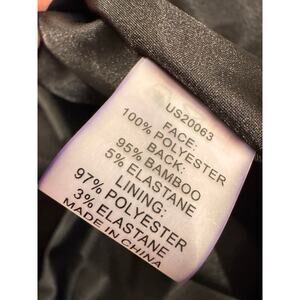 US20063
FACE:
100% POLYESTER
BACK:
95% BAMBOO
5% ELASTANE
LINING:
97% POLYESTER
3% ELASTANE
MADE IN CHINA